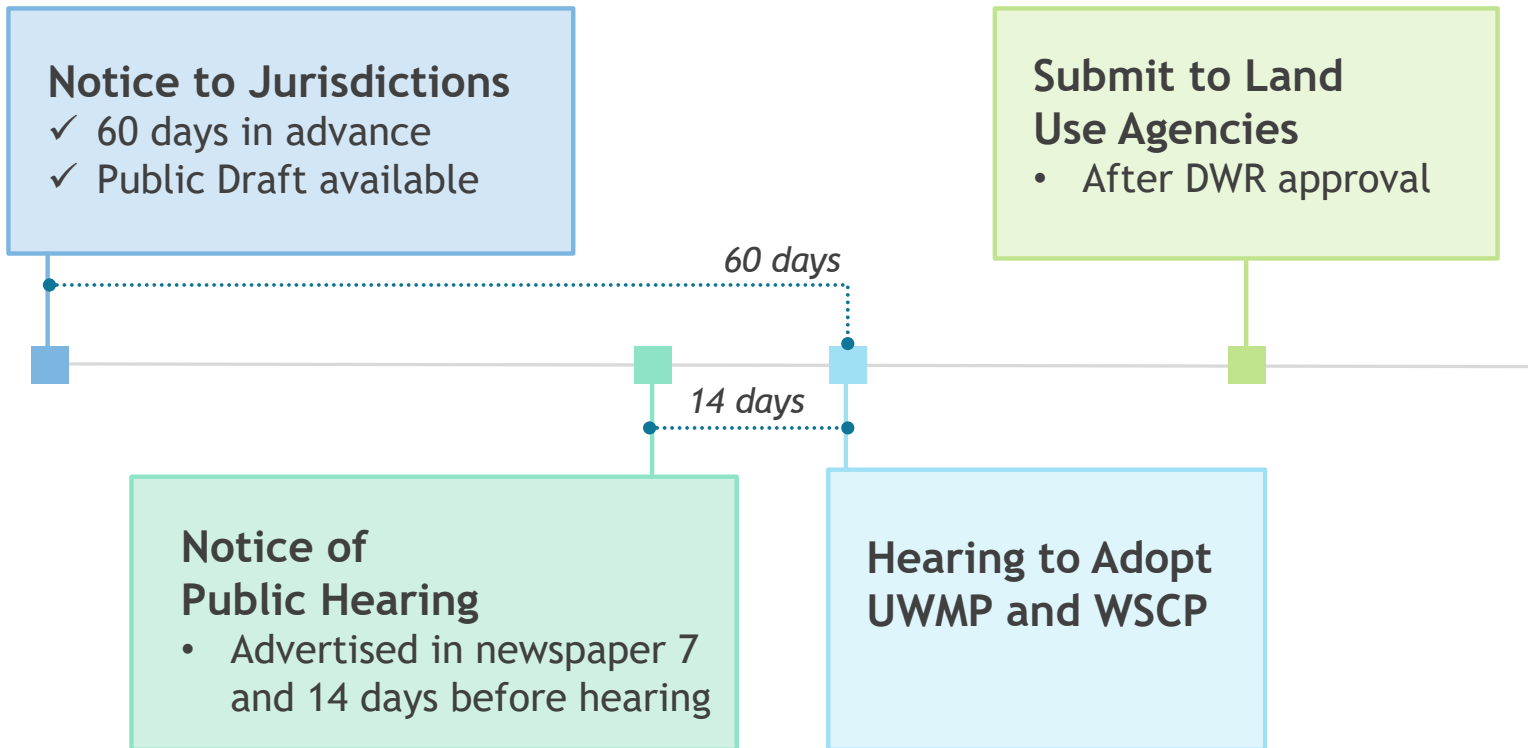 Notice to Jurisdictions
✓ 60 days in advance
✓ Public Draft available
Submit to Land
Use Agencies
• After DWR approval
60 days
14 days
Notice of
Public Hearing
• Advertised in newspaper 7
and 14 days before hearing
Hearing to Adopt
UWMP and WSCP